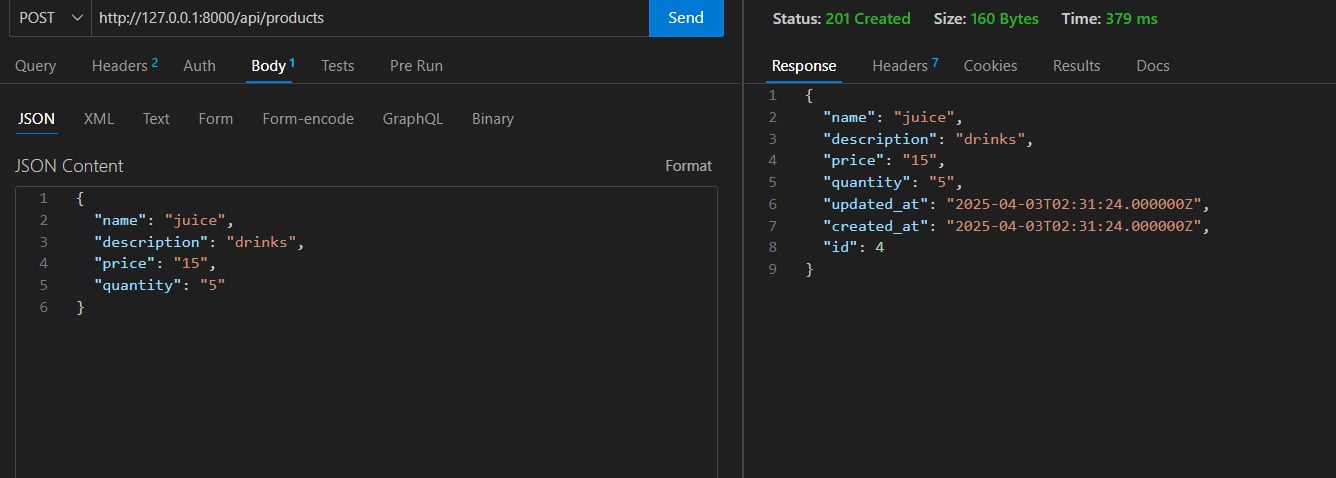 POST http://127.0.0.1:8000/api/products Send
Query Headers 2 Auth Body 1 Tests Pre Run
JSON XML Text Form Form-encode GraphQL Binary
JSON Content Format
1 {
2 "name": "juice",
3 "description": "drinks",
4 "price": "15",
5 "quantity": "5"
6 }
Status: 201 Created Size: 160 Bytes Time: 379 ms
Response Headers 7 Cookies Results Docs
1 {
2 "name": "juice",
3 "description": "drinks",
4 "price": "15",
5 "quantity": "5",
6 "updated_at": "2025-04-03T02:31:24.000000Z",
7 "created_at": "2025-04-03T02:31:24.000000Z",
8 "id": 4
9 }